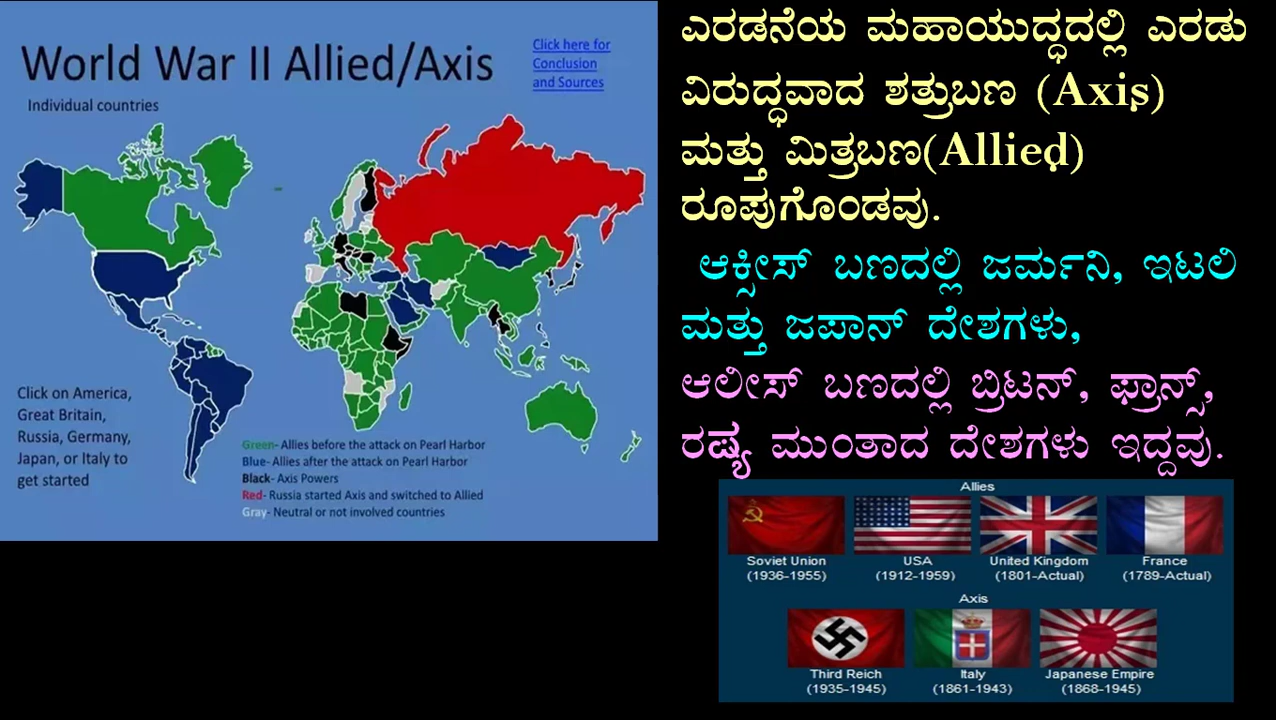 World War II Allied/Axis
Click here for
Conclusion
and Sources
Individual countries
Click on America,
Great Britain,
Russia, Germany,
Japan, or Italy to
get started
Green- Allies before the attack on Pearl Harbor
Blue- Allies after the attack on Pearl Harbor
Black- Axis Powers
Red- Russia started Axis and switched to Allied
Gray- Neutral or not involved countries
ಎರಡನೆಯ ಮಹಾಯುದ್ಧದಲ್ಲಿ ಎರಡು
ವಿರುದ್ಧವಾದ ಶತ್ರುಬಣ (Axis)
ಮತ್ತು ಮಿತ್ರಬಣ(Allied)
ರೂಪುಗೊಂಡವು.
ಆಕ್ಸೀಸ್ ಬಣದಲ್ಲಿ ಜರ್ಮನಿ, ಇಟಲಿ
ಮತ್ತು ಜಪಾನ್ ದೇಶಗಳು,
ಆಲೀಸ್ ಬಣದಲ್ಲಿ ಬ್ರಿಟನ್, ಫ್ರಾನ್ಸ್,
ರಷ್ಯ ಮುಂತಾದ ದೇಶಗಳು ಇದ್ದವು.
Allies
Soviet Union USA United Kingdom France
(1936-1955) (1912-1959) (1801-Actual) (1789-Actual)
Axis
Third Reich Italy Japanese Empire
(1935-1945) (1861-1943) (1868-1945)